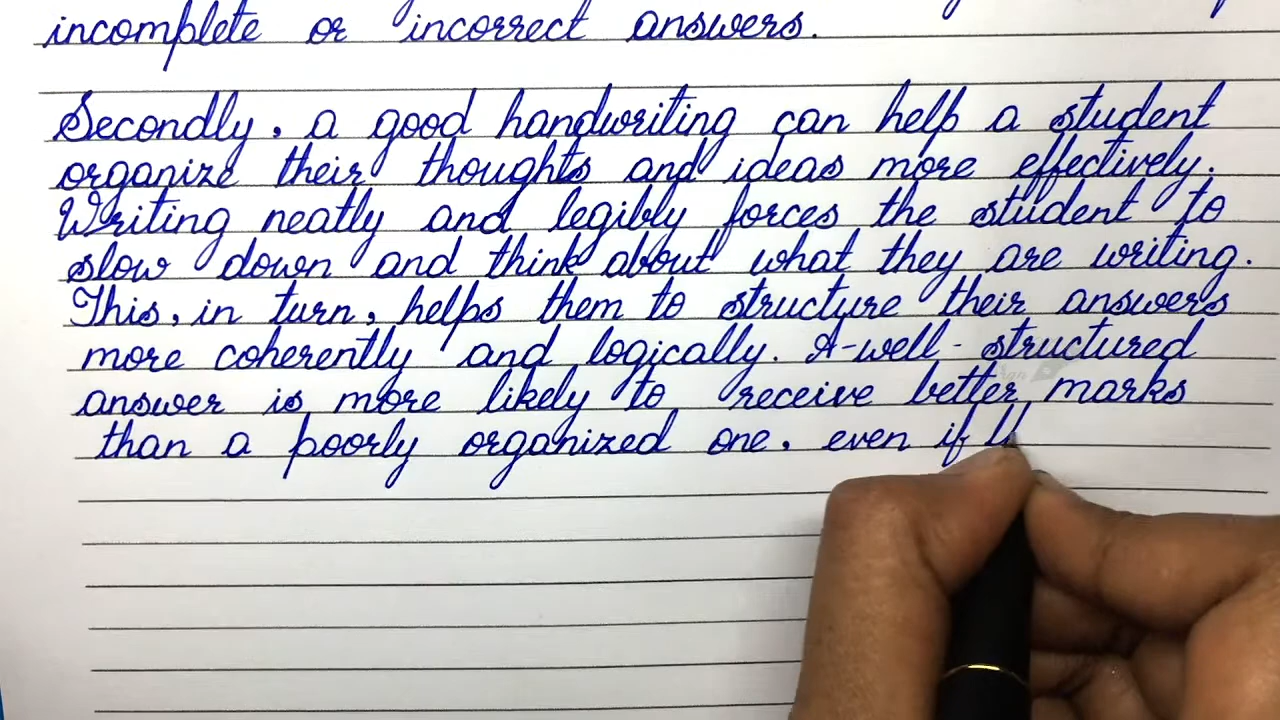 incomplete or incorrect answers.
Secondly, a good handwriting can help a student
organize their thoughts and ideas more effectively.
Writing neatly and legibly forces the student to
slow down and think about what they are writing.
This, in turn, helps them to structure their answers
more coherently and logically. A-well-structured
answer is more likely to receive better marks
than a poorly organized one, even if